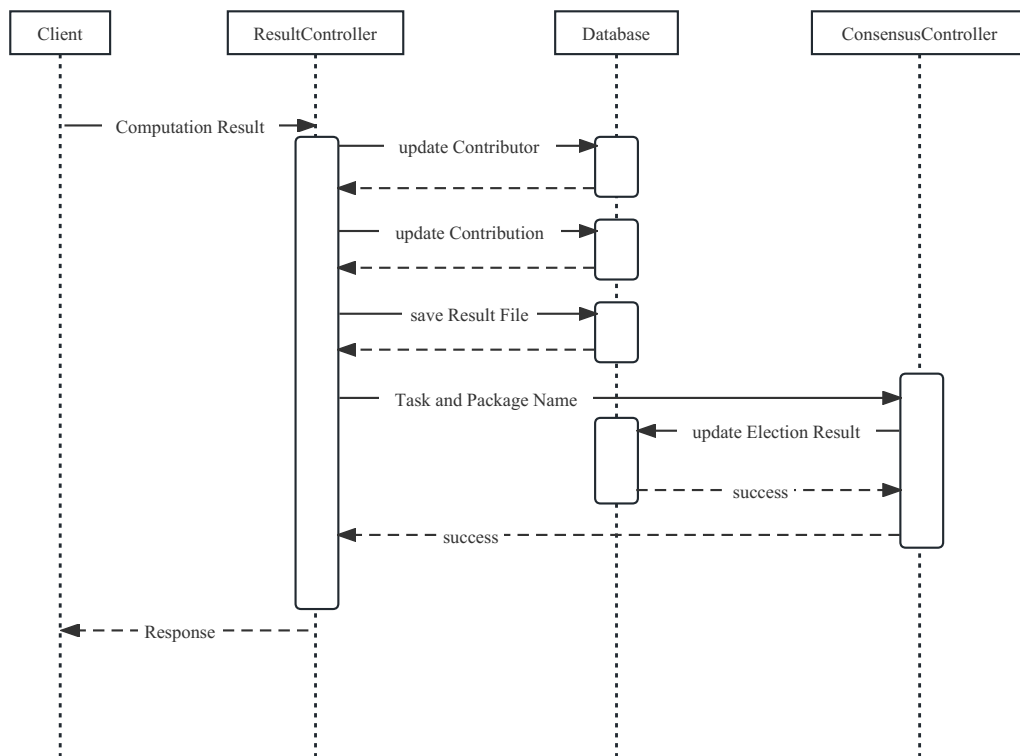 Client
ResultController
Database
ConsensusController
Computation Result
update Contributor
update Contribution
save Result File
Task and Package Name
update Election Result
success
success
Response